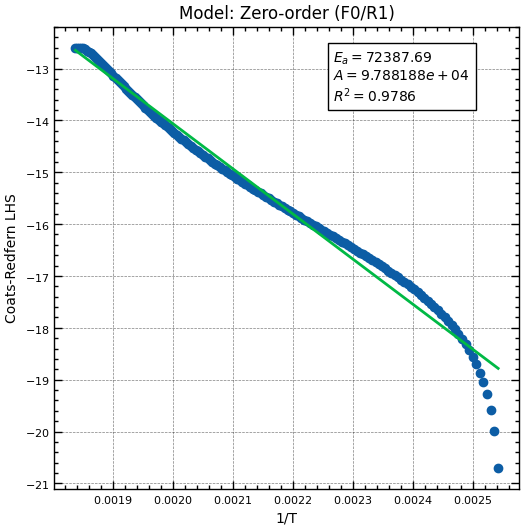 Model: Zero-order (F0/R1)
E_a = 72387.69
A = 9.788188e + 04
R² = 0.9786
Coats-Redfern LHS
−13
−14
−15
−16
−17
−18
−19
−20
−21
0.0019 0.0020 0.0021 0.0022 0.0023 0.0024 0.0025
1/T